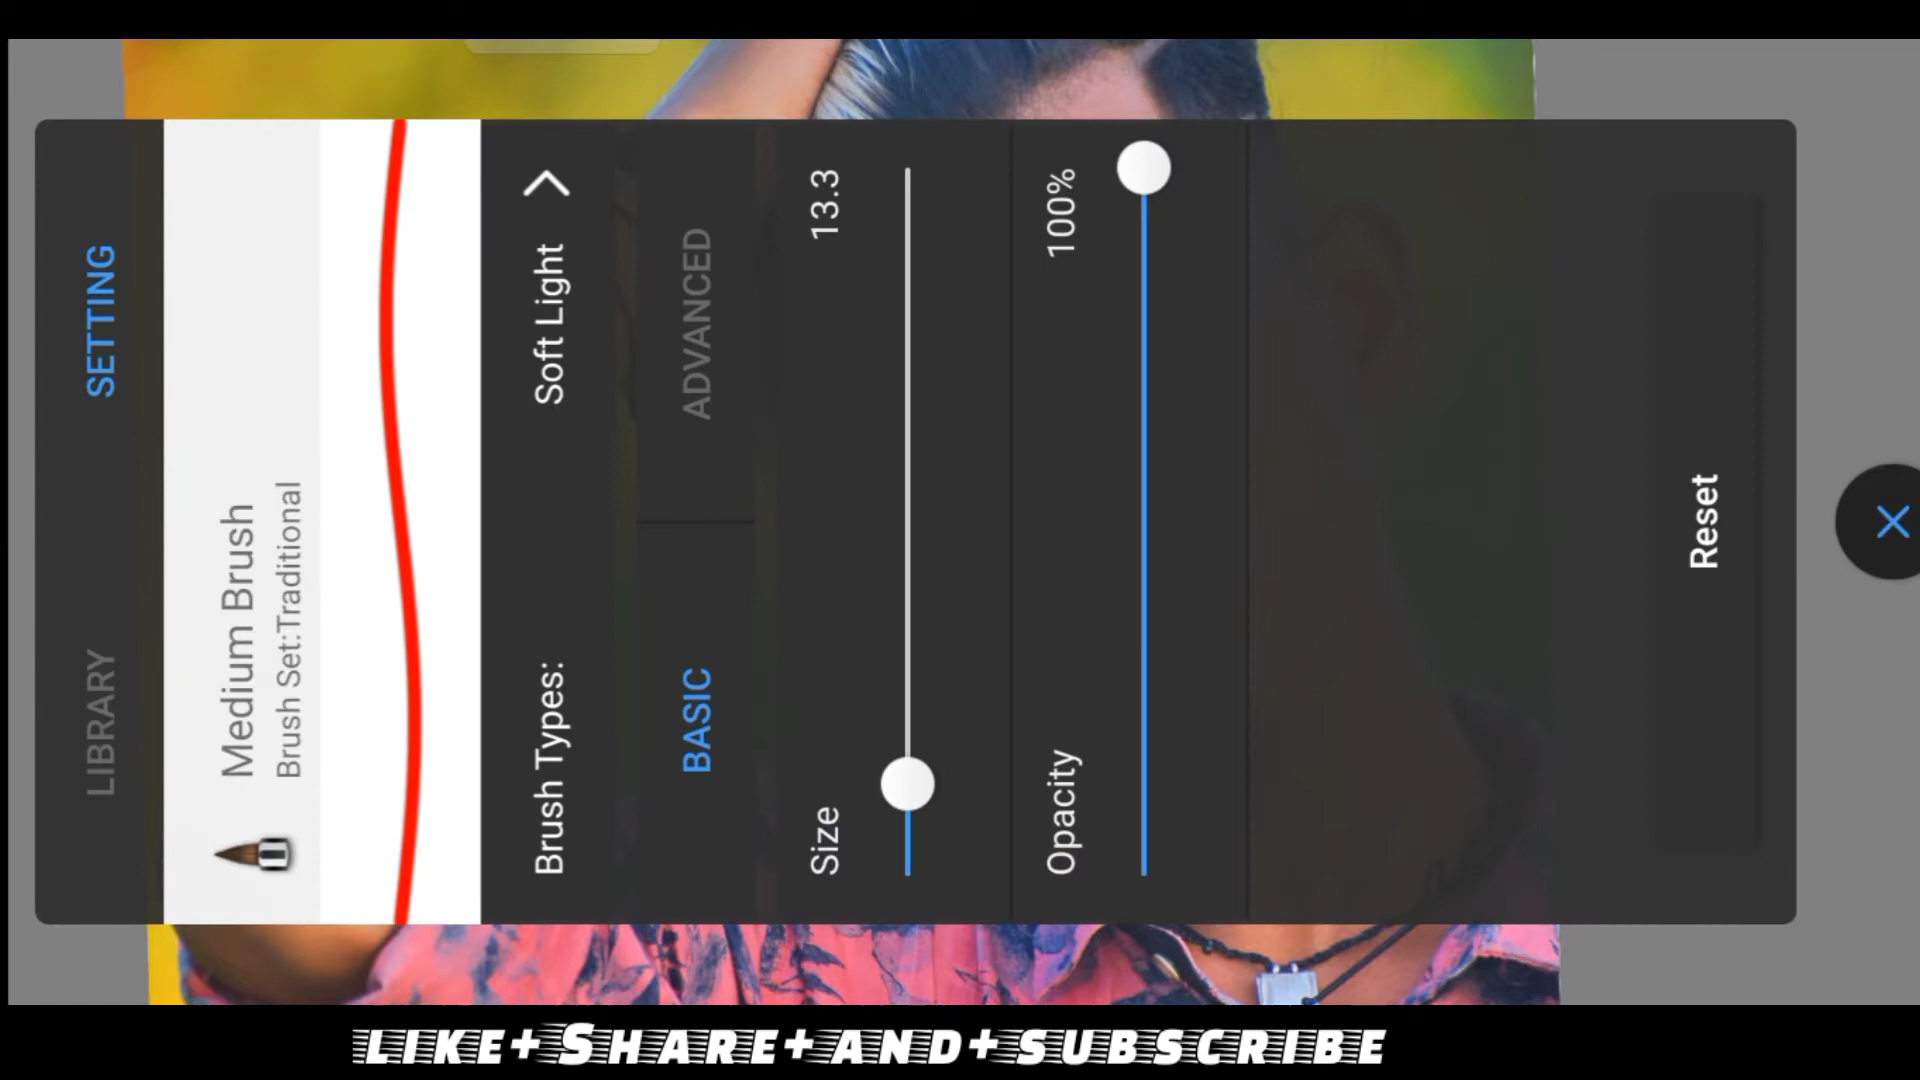 LIBRARY SETTING
Medium Brush
Brush Set:Traditional
Brush Types: Soft Light
BASIC ADVANCED
Size 13.3
Opacity 100%
Reset
LIKE+SHARE+AND+SUBSCRIBE